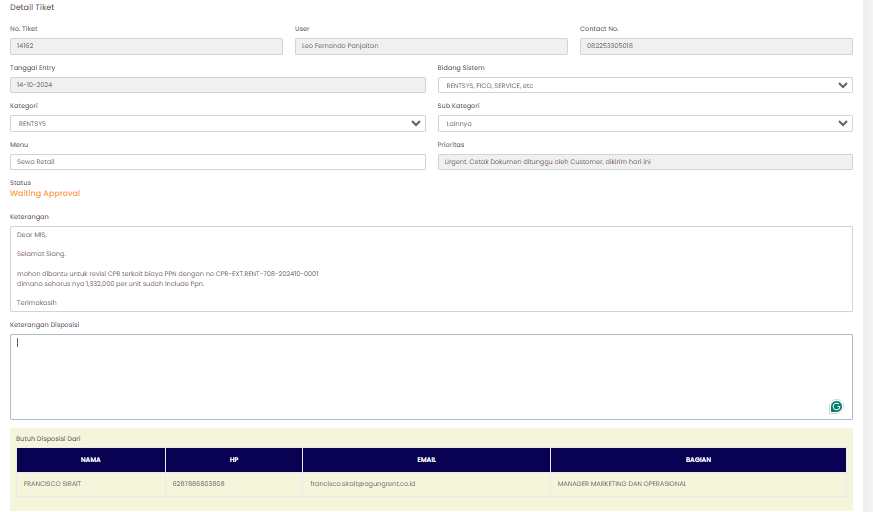 Detail Tiket
No. Tiket
User
Contact No.
14162
Leo Fernando Panjaitan
082253305018
Tanggal Entry
Bidang Sistem
14-10-2024
RENTSYS, FICO, SERVICE, etc
Kategori
Sub Kategori
RENTSYS
Lainnya
Menu
Prioritas
Sewa Retail
Urgent. Cetak Dokumen ditunggu oleh Customer, dikirim hari ini
Status
Waiting Approval
Keterangan
Dear MIS,
Selamat Siang.
mohon dibantu untuk revisi CPR terkait biaya PPN dengan no CPR-EXT.RENT-708-202410-0001
dimana seharus nya 1,332,000 per unit sudah include Ppn.
Terimakasih
Keterangan Disposisi
Butuh Disposisi Dari
NAMA HP EMAIL BAGIAN
FRANCISCO SIRAIT 6287886803808 francisco.sirait@agungrent.co.id MANAGER MARKETING DAN OPERASIONAL